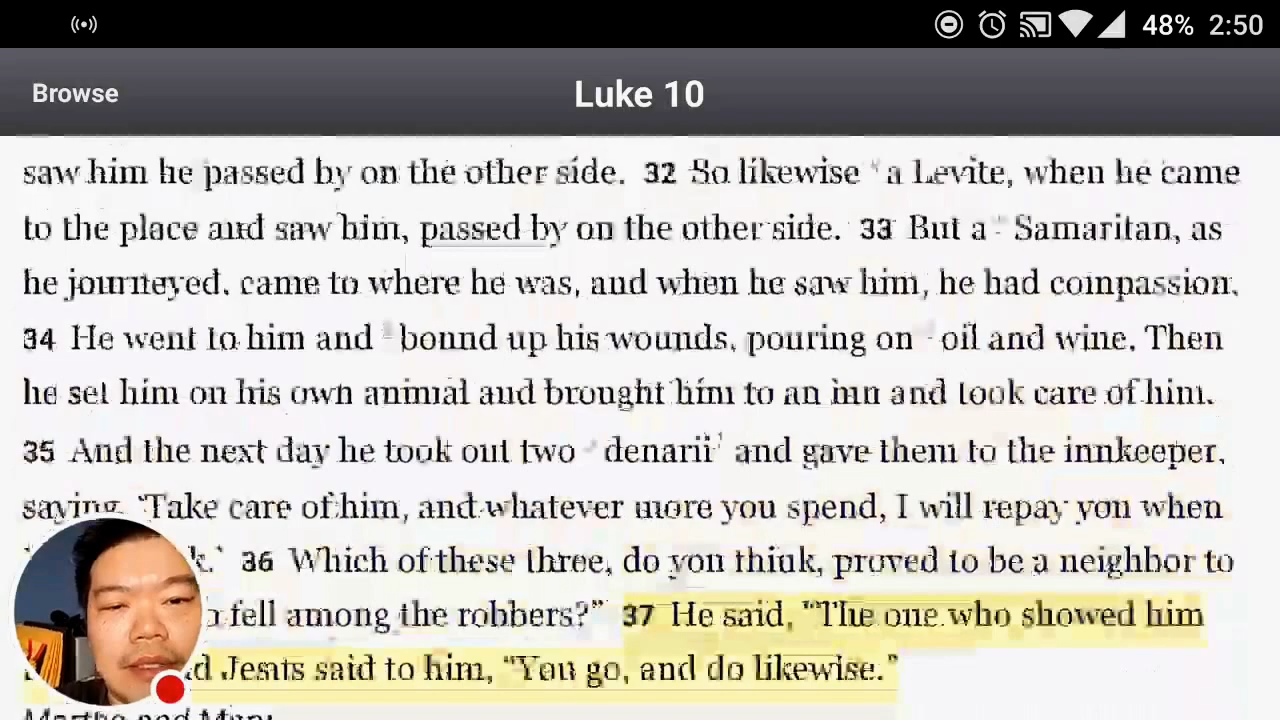 48% 2:50
Browse Luke 10
saw him he passed by on the other side. 32 So likewise a Levite, when he came
to the place and saw him, passed by on the other side. 33 But a Samaritan, as
he journeyed, came to where he was, and when he saw him, he had compassion.
34 He went to him and bound up his wounds, pouring on oil and wine. Then
he set him on his own animal and brought him to an inn and took care of him.
35 And the next day he took out two denarii and gave them to the innkeeper,
saying, ‘Take care of him, and whatever more you spend, I will repay you when
k.’ 36 Which of these three, do you think, proved to be a neighbor to
fell among the robbers?” 37 He said, “The one who showed him
d Jesus said to him, “You go, and do likewise.”
Martha and Mary